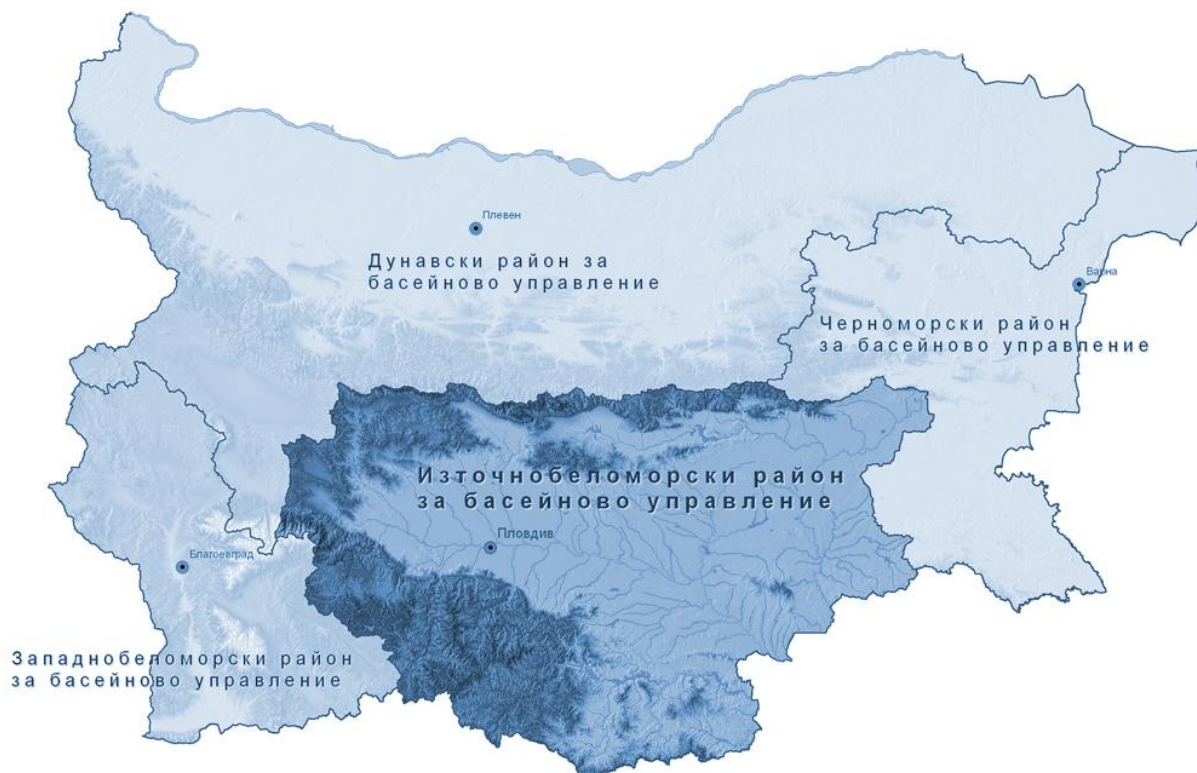 Плевен
Дунавски район за
басейново управление
Варна
Черноморски район
за басейново управление
Източнобеломорски район
за басейново управление
Пловдив
Благоевград
Западнобеломорски район
за басейново управление